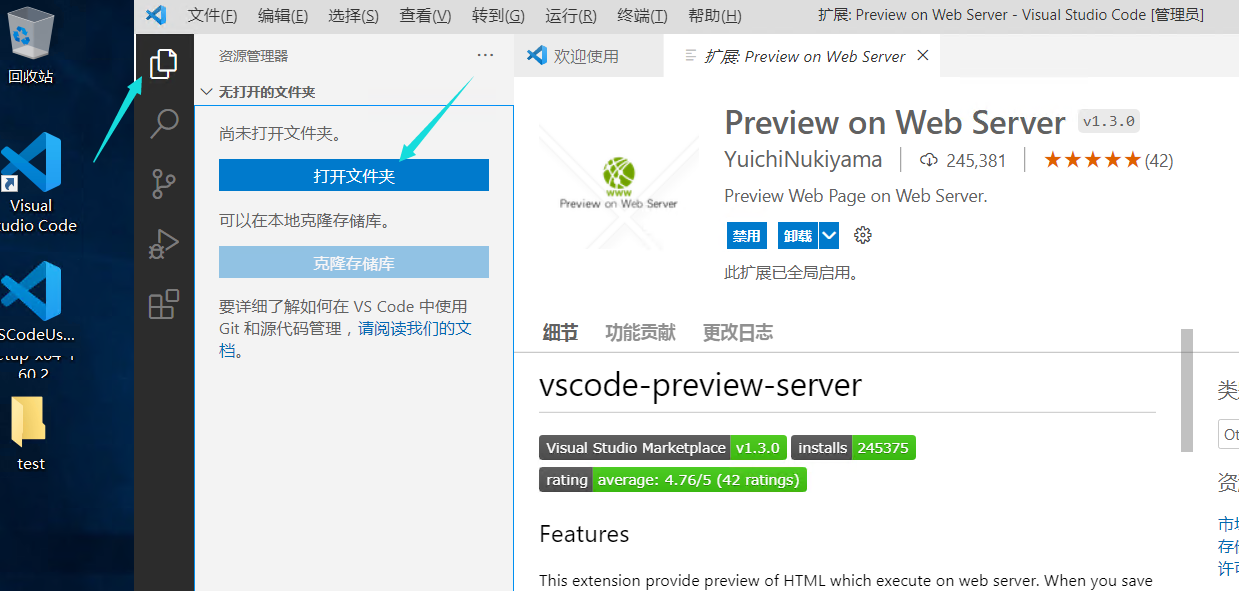 回收站
Visual
tudio Code
SCodeUs...
etup-x64-1
60.2
test
文件(F) 编辑(E) 选择(S) 查看(V) 转到(G) 运行(R) 终端(T) 帮助(H) 扩展: Preview on Web Server - Visual Studio Code [管理员]
资源管理器 ···
无打开的文件夹
尚未打开文件夹。
打开文件夹
可以在本地克隆存储库。
克隆存储库
要详细了解如何在 VS Code 中使用
Git 和源代码管理，请阅读我们的文
档。
欢迎使用 扩展: Preview on Web Server
WWW
Preview on Web Server
Preview on Web Server v1.3.0
YuichiNukiyama 245,381 (42)
Preview Web Page on Web Server.
禁用 卸载
此扩展已全局启用。
细节 功能贡献 更改日志
vscode-preview-server
Visual Studio Marketplace v1.3.0 installs 245375
rating average: 4.76/5 (42 ratings)
Features
This extension provide preview of HTML which execute on web server. When you save
类
Ot
资
市
存
许